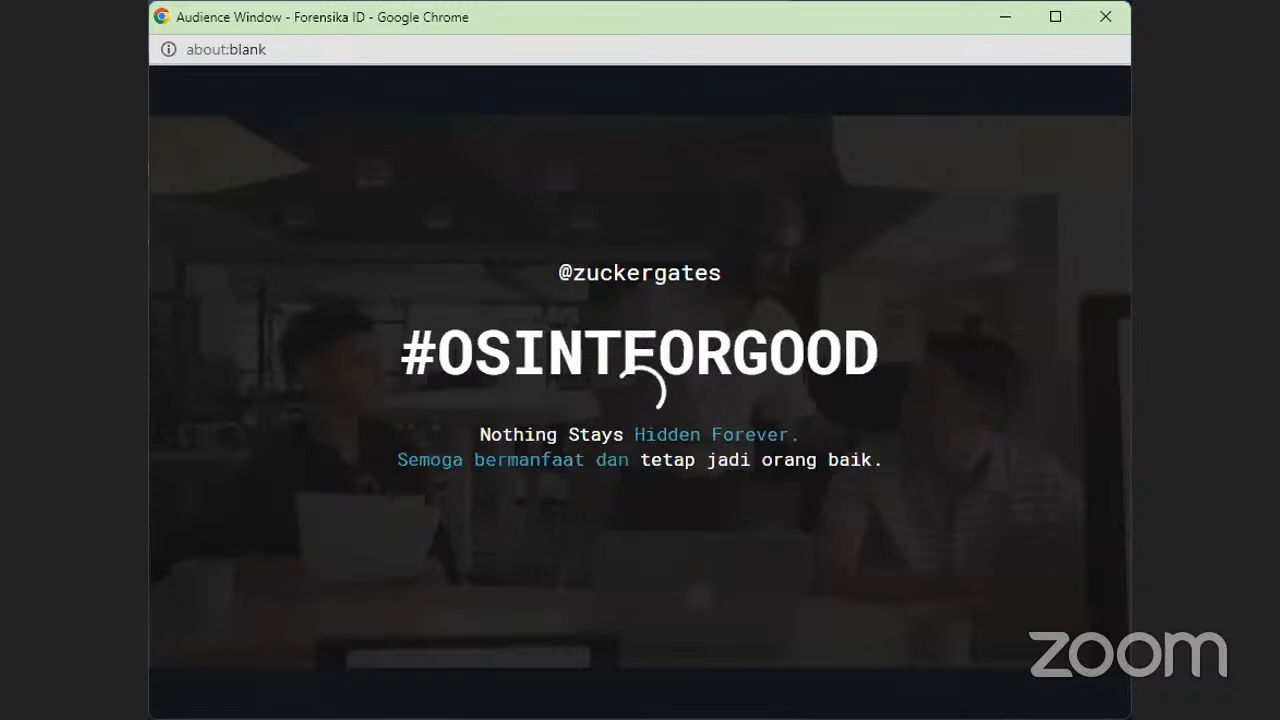 Audience Window - Forensika ID - Google Chrome
about:blank
@zuckergates
#OSINTFORGOOD
Nothing Stays Hidden Forever.
Semoga bermanfaat dan tetap jadi orang baik.
zoom